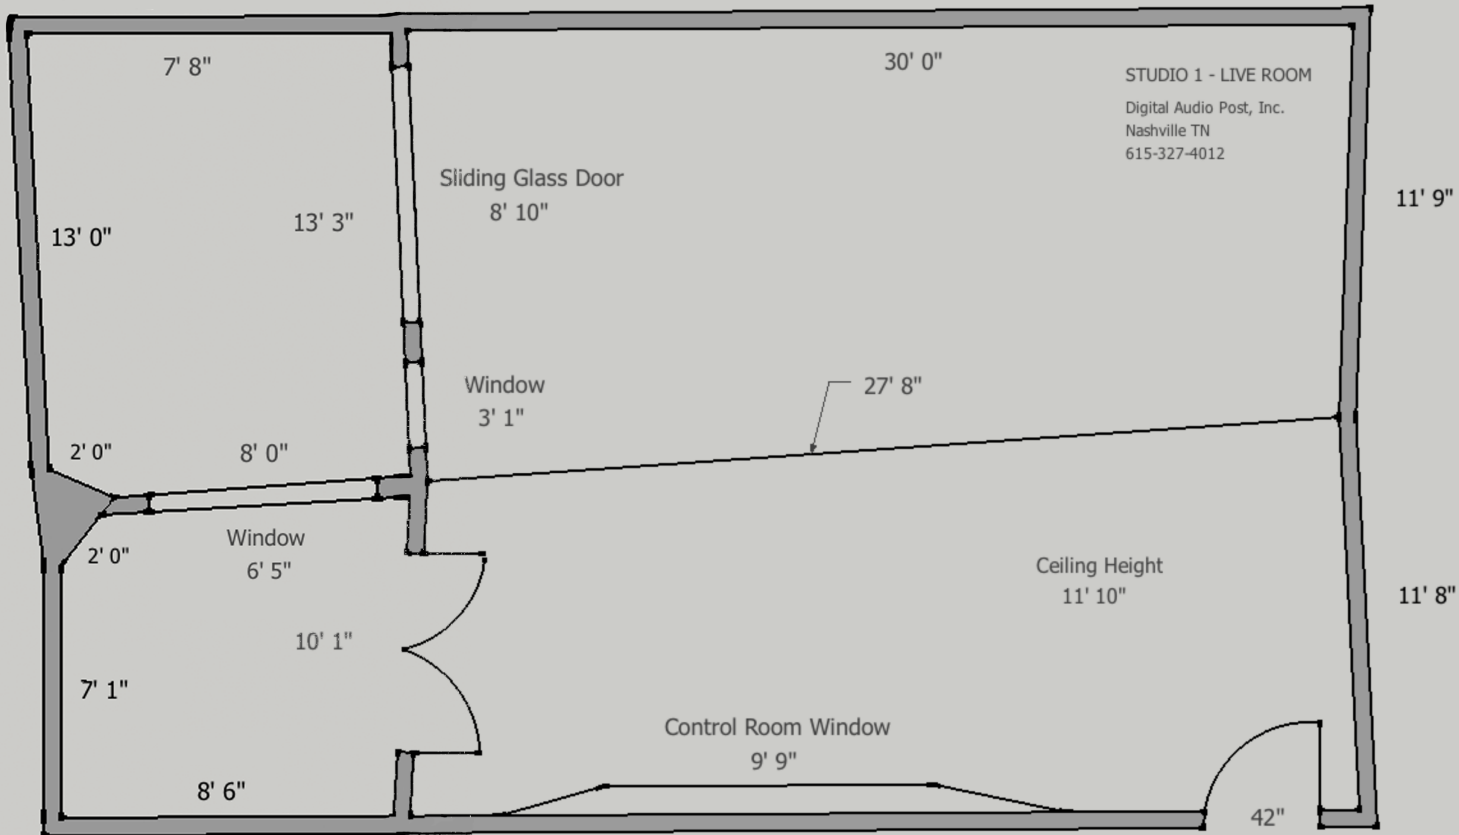 7' 8"
30' 0"
STUDIO 1 - LIVE ROOM
Digital Audio Post, Inc.
Nashville TN
615-327-4012
Sliding Glass Door
8' 10"
11' 9"
13' 3"
13' 0"
Window
3' 1"
27' 8"
2' 0"
8' 0"
Window
6' 5"
2' 0"
Ceiling Height
11' 10"
11' 8"
10' 1"
7' 1"
Control Room Window
9' 9"
8' 6"
42"